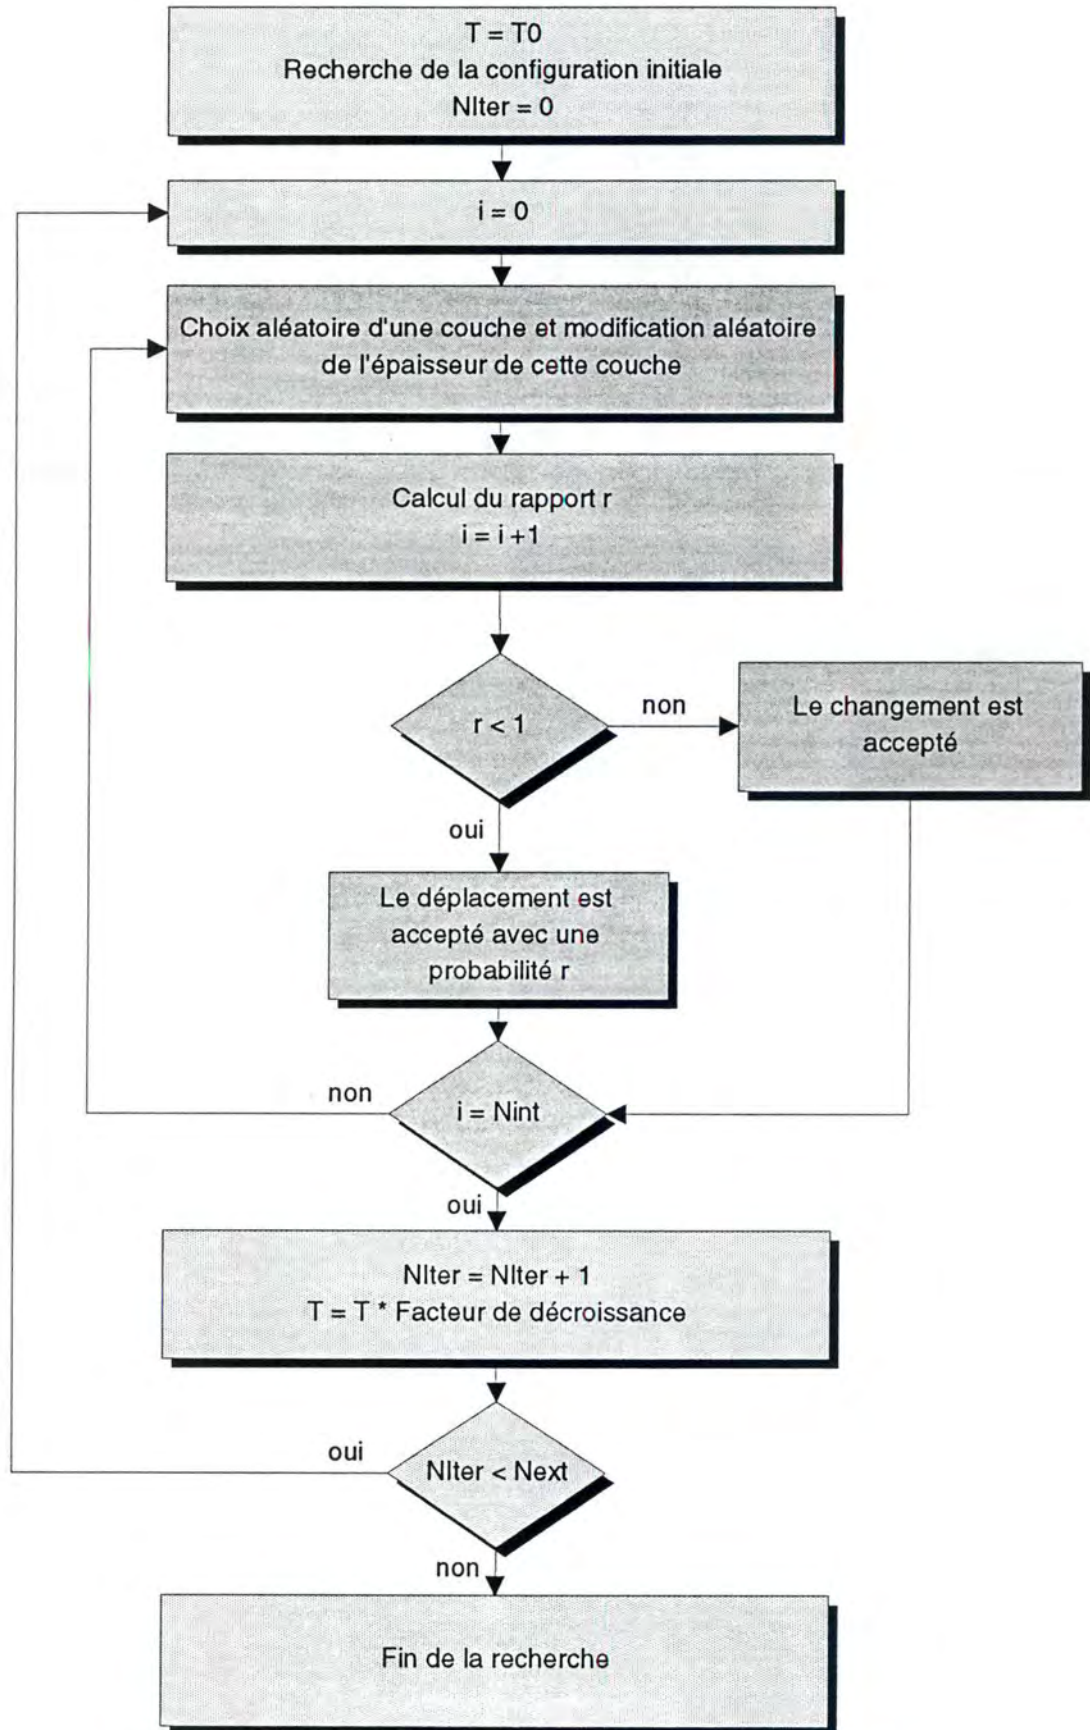 T = T0
Recherche de la configuration initiale
NIter = 0
i = 0
Choix aléatoire d'une couche et modification aléatoire
de l'épaisseur de cette couche
Calcul du rapport r
i = i +1
r < 1
non
Le changement est
accepté
oui
Le déplacement est
accepté avec une
probabilité r
non
i = Nint
oui
NIter = NIter + 1
T = T * Facteur de décroissance
oui
NIter < Next
non
Fin de la recherche